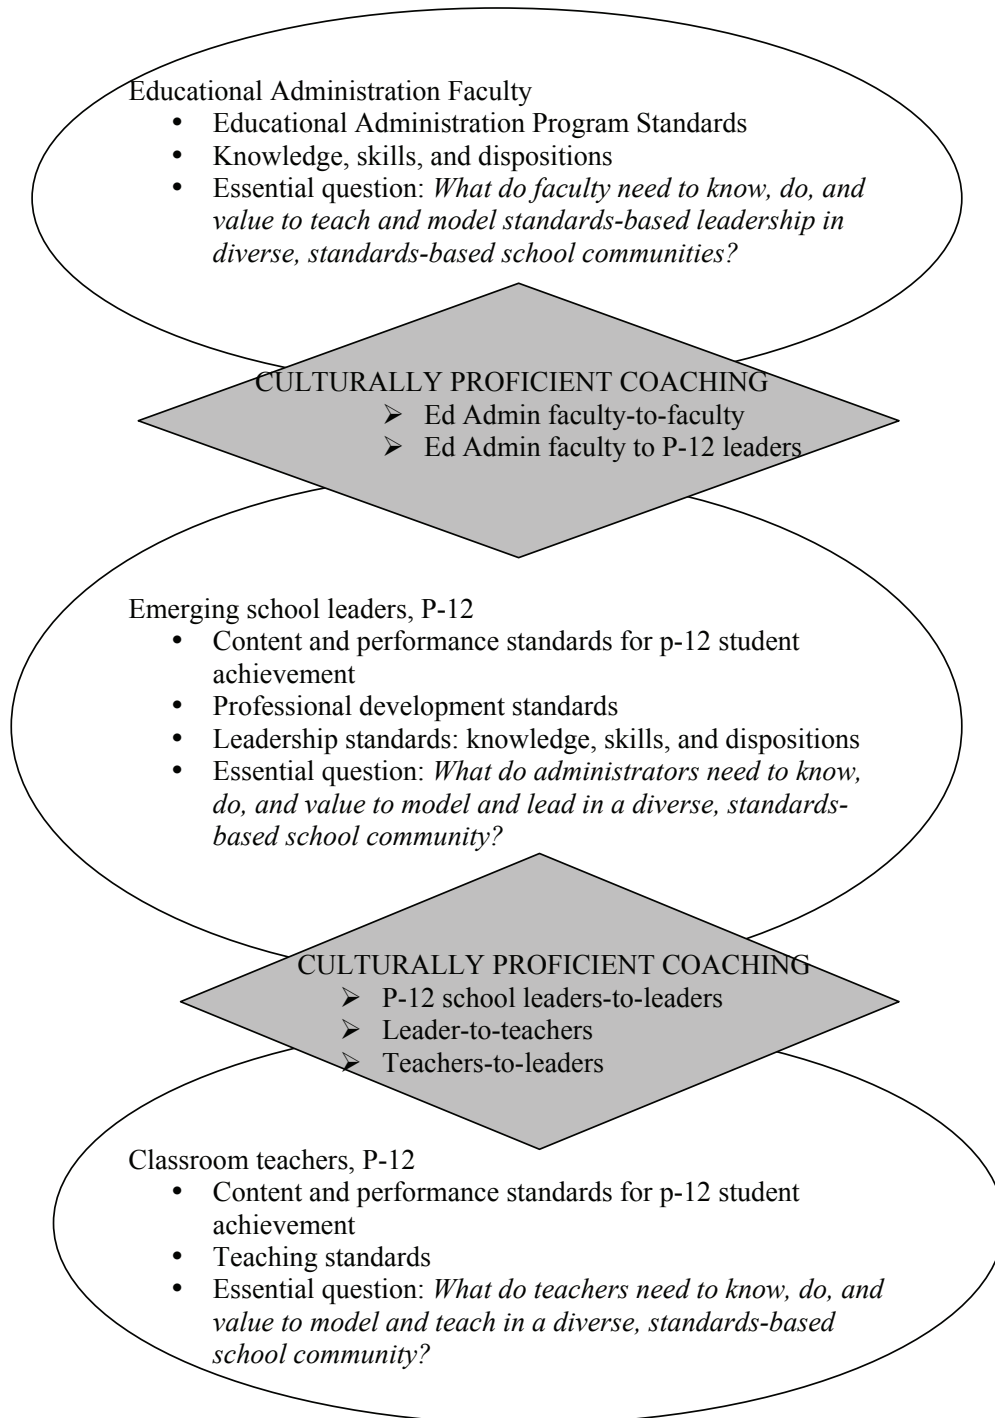 Educational Administration Faculty
• Educational Administration Program Standards
• Knowledge, skills, and dispositions
• Essential question: What do faculty need to know, do, and
value to teach and model standards-based leadership in
diverse, standards-based school communities?
CULTURALLY PROFICIENT COACHING
➢ Ed Admin faculty-to-faculty
➢ Ed Admin faculty to P-12 leaders
Emerging school leaders, P-12
• Content and performance standards for p-12 student
achievement
• Professional development standards
• Leadership standards: knowledge, skills, and dispositions
• Essential question: What do administrators need to know,
do, and value to model and lead in a diverse, standards-
based school community?
CULTURALLY PROFICIENT COACHING
➢ P-12 school leaders-to-leaders
➢ Leader-to-teachers
➢ Teachers-to-leaders
Classroom teachers, P-12
• Content and performance standards for p-12 student
achievement
• Teaching standards
• Essential question: What do teachers need to know, do, and
value to model and teach in a diverse, standards-based
school community?